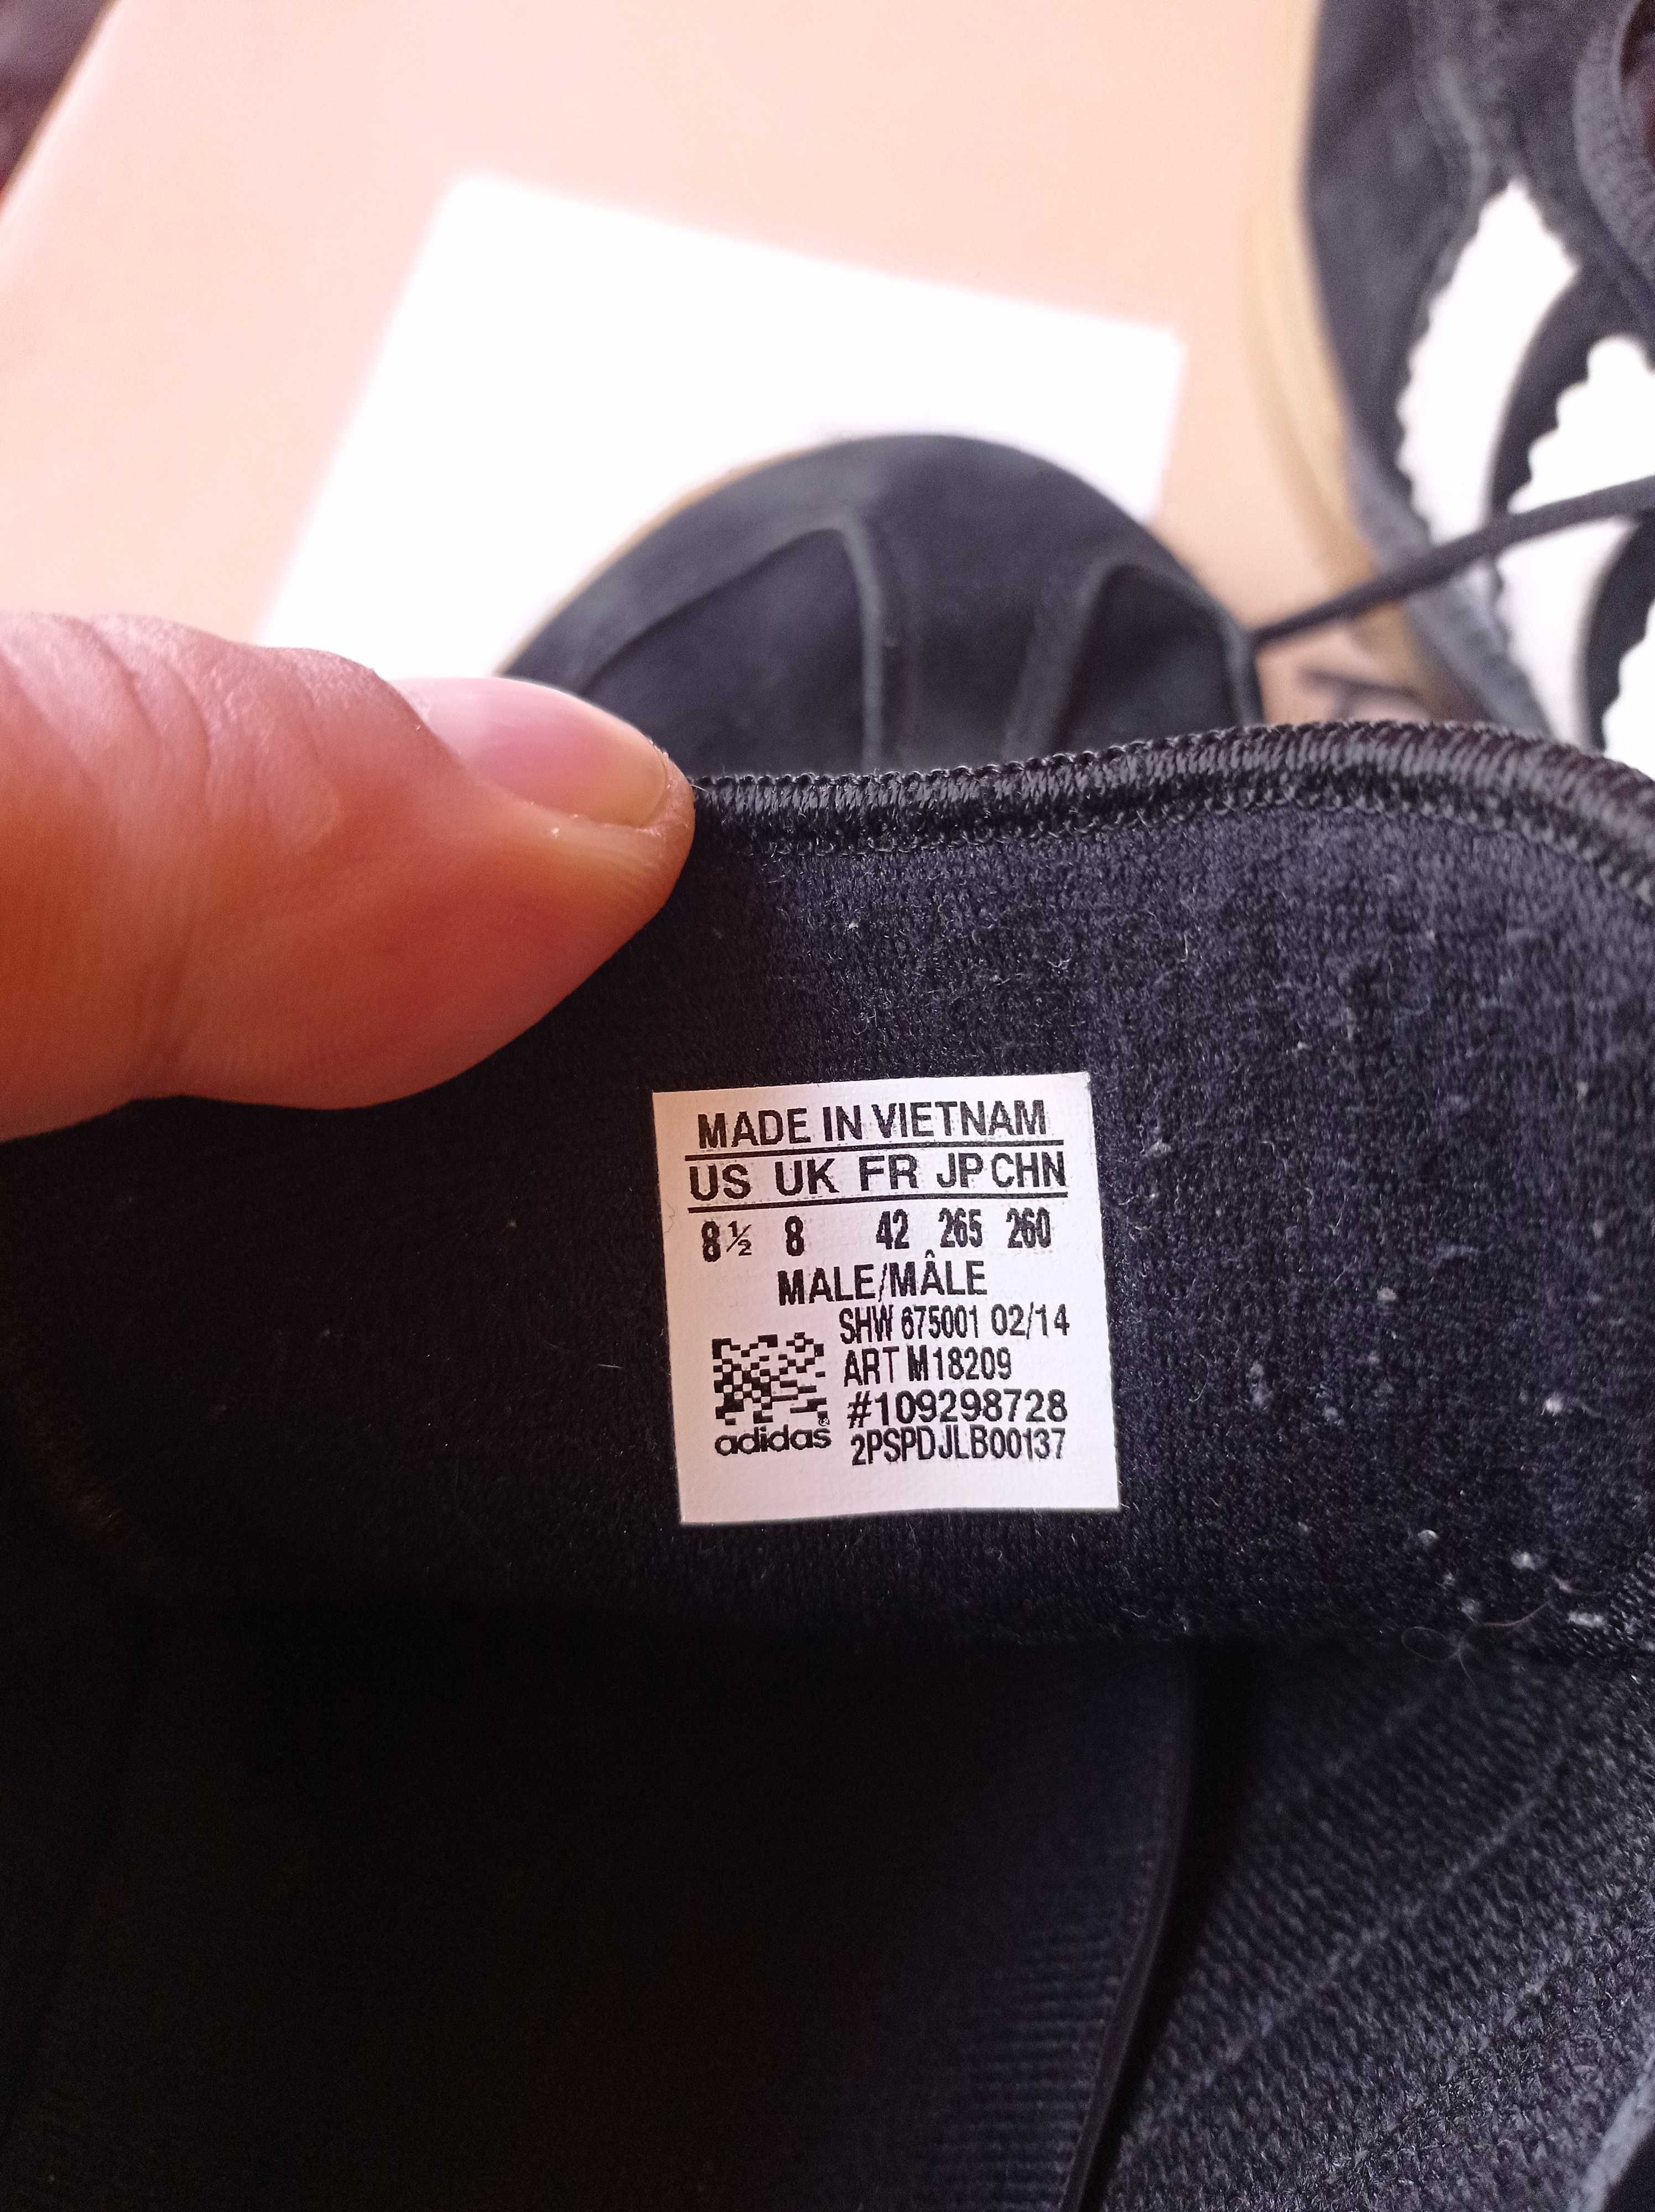 MADE IN VIETNAM
US UK FR JP CHN
8½ 8 42 265 260
MALE/MÂLE
SHW 675001 02/14
ART M18209
#109298728
adidas® 2PSPDJLB00137